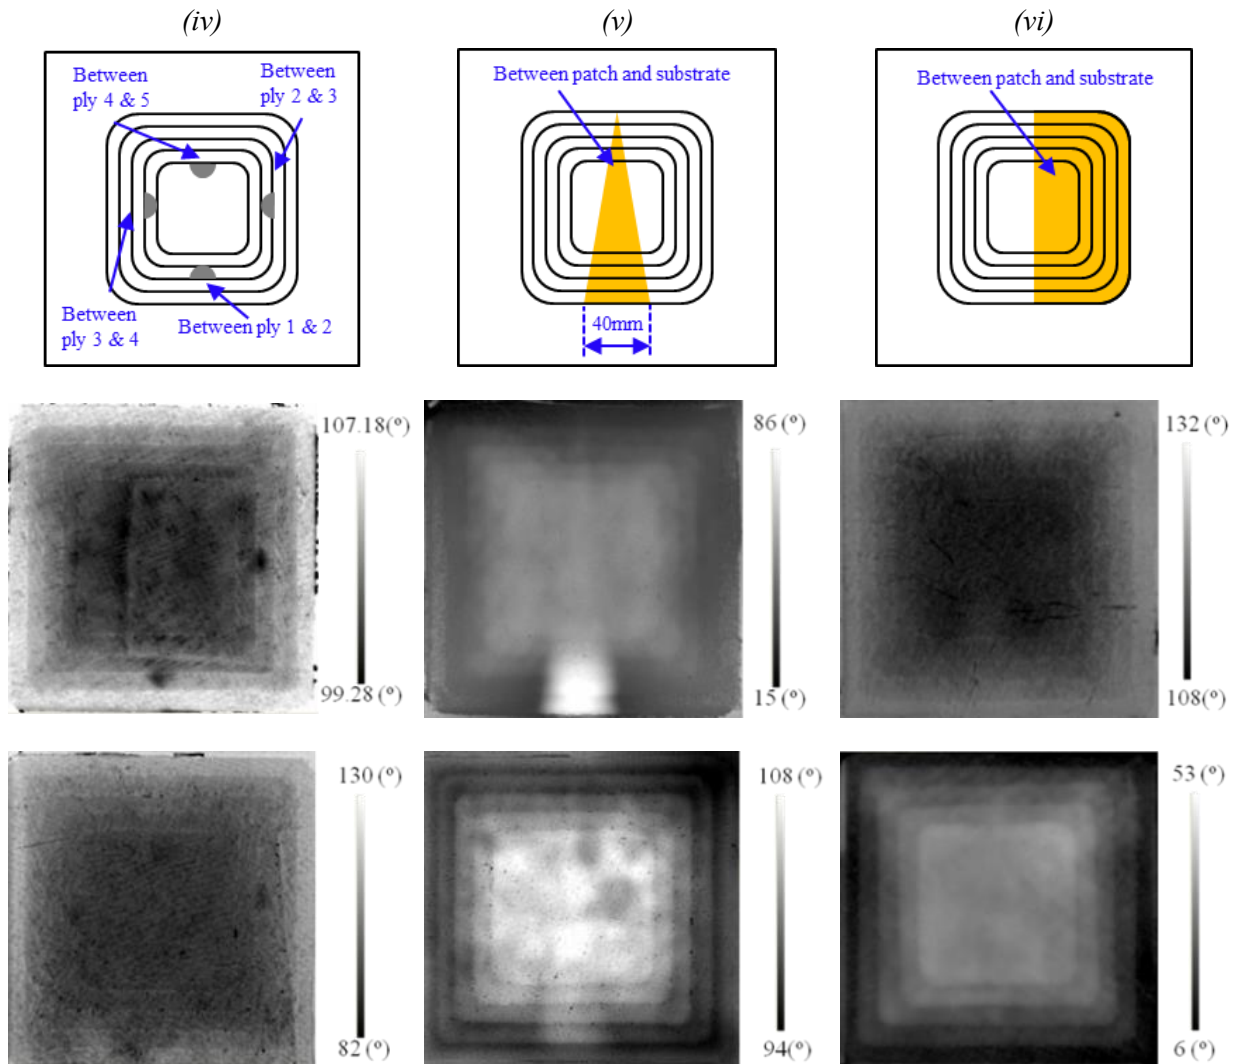 (iv)
(v)
(vi)
Between
ply 4 & 5
Between
ply 2 & 3
Between
ply 3 & 4
Between ply 1 & 2
Between patch and substrate
40mm
Between patch and substrate
107.18(º)
99.28 (º)
86 (º)
15 (º)
132 (º)
108(º)
130 (º)
82 (º)
108 (º)
94(º)
53 (º)
6 (º)